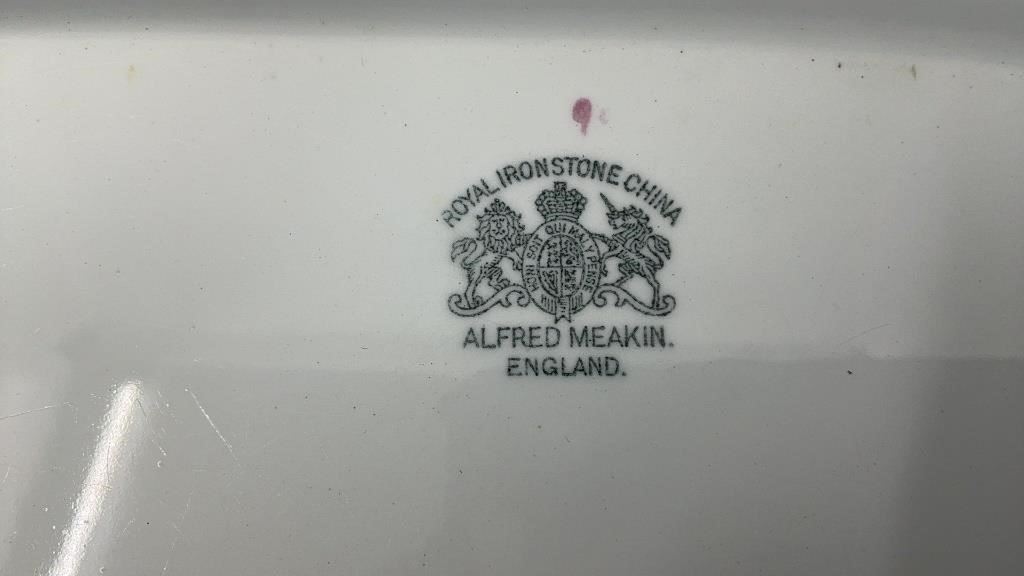 ROYAL IRONSTONE CHINA
ALFRED MEAKIN.
ENGLAND.